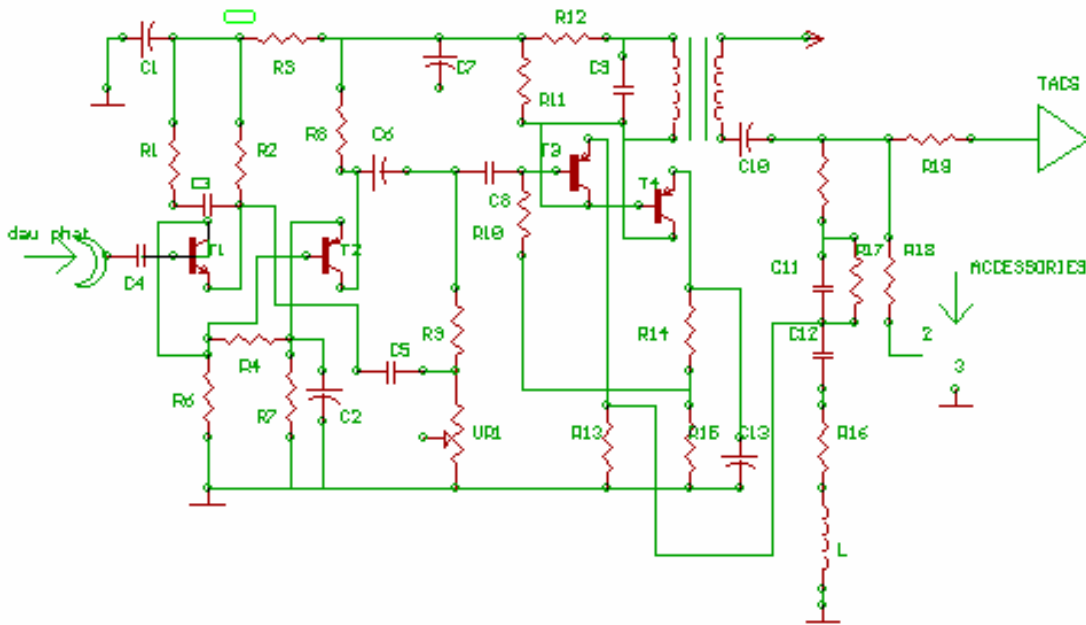 R12
C1
R3
C7
C9
R11
TACS
R1
R2
R8
C6
T3
T4
C10
R19
C3
C8
R10
dau phat
T1
T2
C4
R17
R18
C11
ACCESSORIES
R9
R14
C12
2
R4
C5
3
R6
R7
C2
VR1
R13
R15
C13
R16
L